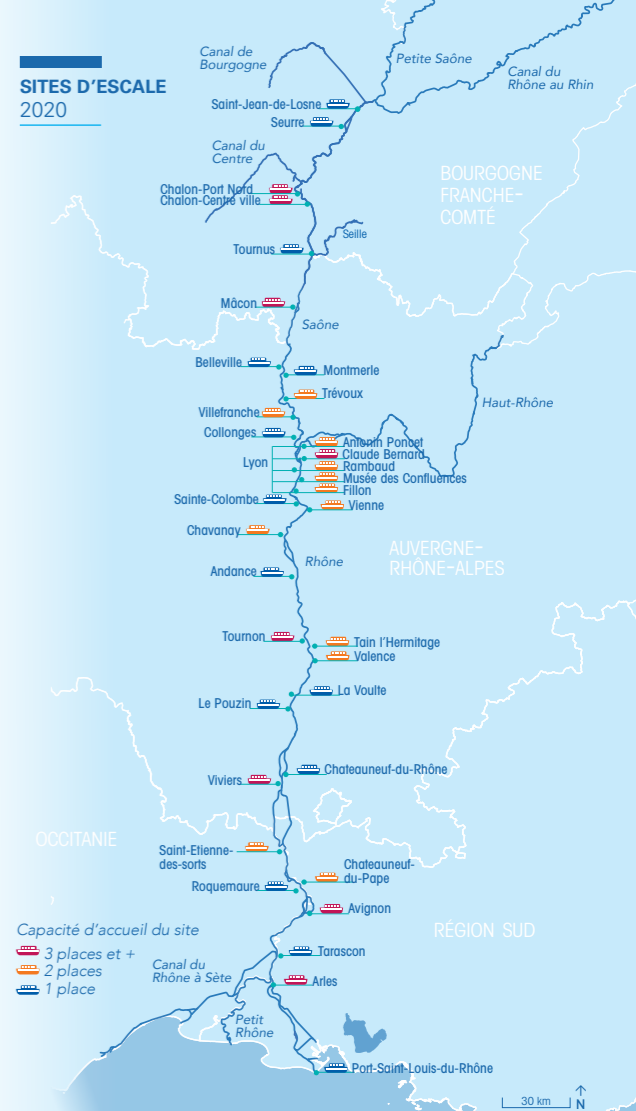 SITES D'ESCALE
2020
Canal de
Bourgogne
Petite Saône
Canal du
Rhône au Rhin
Saint-Jean-de-Losne
Seurre
Canal du
Centre
BOURGOGNE
FRANCHE-
COMTÉ
Chalon-Port Nord
Chalon-Centre ville
Seille
Tournus
Mâcon
Saône
Belleville
Montmerle
Trévoux
Haut-Rhône
Villefranche
Collonges
Antonin Poncet
Claude Bernard
Lyon
Rambaud
Musée des Confluences
Fillon
Sainte-Colombe
Vienne
Chavanay
AUVERGNE-
RHÔNE-ALPES
Rhône
Andance
Tournon
Tain l'Hermitage
Valence
La Voulte
Le Pouzin
Chateauneuf-du-Rhône
Viviers
OCCITANIE
Saint-Etienne-
des-sorts
Chateauneuf-
du-Pape
Roquemaure
Avignon
RÉGION SUD
Capacité d'accueil du site
3 places et +
2 places
1 place
Tarascon
Canal du
Rhône à Sète
Arles
Petit
Rhône
Port-Saint-Louis-du-Rhône
30 km
N